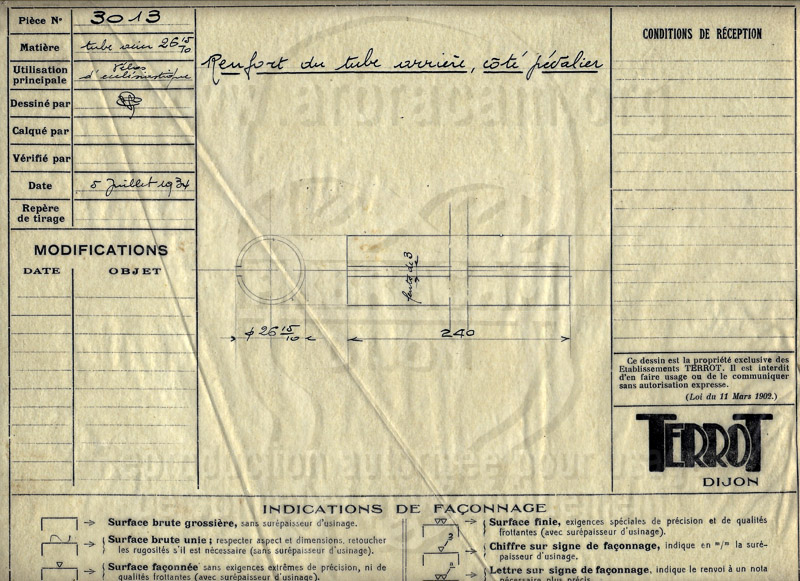 Pièce N° 3013
Matière tube acier 26 15/10
Utilisation principale Vélos
Dessiné par
Calqué par
Vérifié par
Date 5 Juillet 1934
Repère de tirage
MODIFICATIONS
DATE OBJET
Renfort du tube arrière, côté pédalier
fente de 3
φ 26 15/10
240
CONDITIONS DE RÉCEPTION
Ce dessin est la propriété exclusive des
Etablissements TERROT. Il est interdit
d'en faire usage ou de le communiquer
sans autorisation expresse.
(Loi du 11 Mars 1902.)
TERROT
DIJON
INDICATIONS DE FAÇONNAGE
Surface brute grossière, sans surépaisseur d'usinage.
Surface brute unie; respecter aspect et dimensions, retoucher
les rugosités s'il est nécessaire (sans surépaisseur d'usinage).
Surface façonnée sans exigences extrêmes de précision, ni de
qualités frottantes (avec surépaisseur d'usinage).
Surface finie, exigences spéciales de précision et de qualités
frottantes (avec surépaisseur d'usinage).
3
Chiffre sur signe de façonnage, indique en m/m la suré-
paisseur d'usinage.
a
Lettre sur signe de façonnage, indique le renvoi à un nota
nécessaire plus précis.